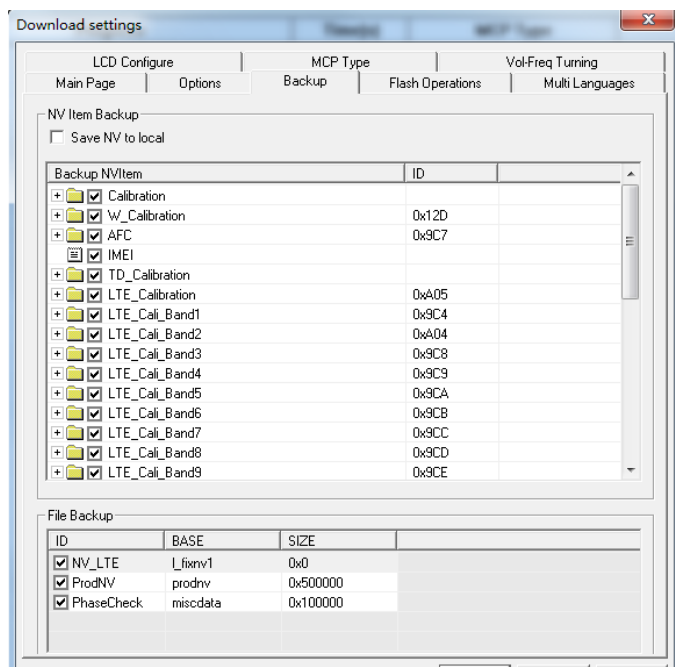 Download settings
Time(s) MCP Type
LCD Configure MCP Type Vol-Freq Turning
Main Page Options Backup Flash Operations Multi Languages
NV Item Backup
Save NV to local
Backup NVItem ID
Calibration
W_Calibration 0x12D
AFC 0x9C7
IMEI
TD_Calibration
LTE_Calibration 0xA05
LTE_Cali_Band1 0x9C4
LTE_Cali_Band2 0xA04
LTE_Cali_Band3 0x9C8
LTE_Cali_Band4 0x9C9
LTE_Cali_Band5 0x9CA
LTE_Cali_Band6 0x9CB
LTE_Cali_Band7 0x9CC
LTE_Cali_Band8 0x9CD
LTE_Cali_Band9 0x9CE
File Backup
ID BASE SIZE
NV_LTE l_fixnv1 0x0
ProdNV prodnv 0x500000
PhaseCheck miscdata 0x100000